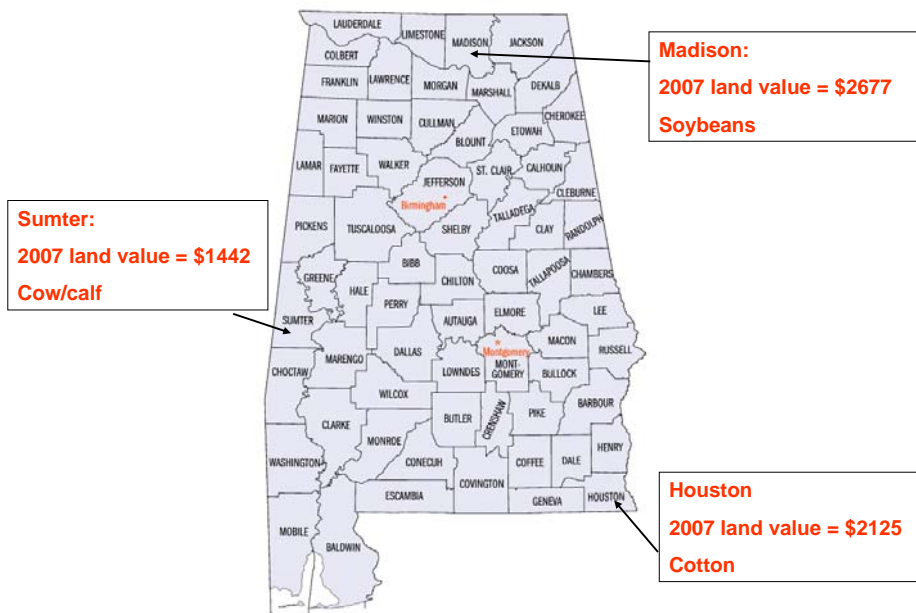 LAUDERDALE
LIMESTONE
MADISON
JACKSON
COLBERT
FRANKLIN
LAWRENCE
MORGAN
MARSHALL
DEKALB
Madison:
2007 land value = $2677
Soybeans
MARION
WINSTON
CULLMAN
BLOUNT
ETOWAH
CHEROKEE
LAMAR
FAYETTE
WALKER
JEFFERSON
Birmingham
ST. CLAIR
CALHOUN
CLEBURNE
Sumter:
2007 land value = $1442
Cow/calf
PICKENS
TUSCALOOSA
SHELBY
TALLADEGA
CLAY
RANDOLPH
GREENE
HALE
BIBB
PERRY
CHILTON
COOSA
TALLAPOOSA
CHAMBERS
SUMTER
AUTAUGA
ELMORE
LEE
MACON
RUSSELL
CHOCTAW
MARENGO
DALLAS
LOWNDES
Montgomery
MONT-
GOMERY
BULLOCK
WILCOX
BUTLER
CRENSHAW
PIKE
BARBOUR
CLARKE
MONROE
CONECUH
COVINGTON
COFFEE
DALE
HENRY
WASHINGTON
ESCAMBIA
GENEVA
HOUSTON
MOBILE
BALDWIN
Houston
2007 land value = $2125
Cotton